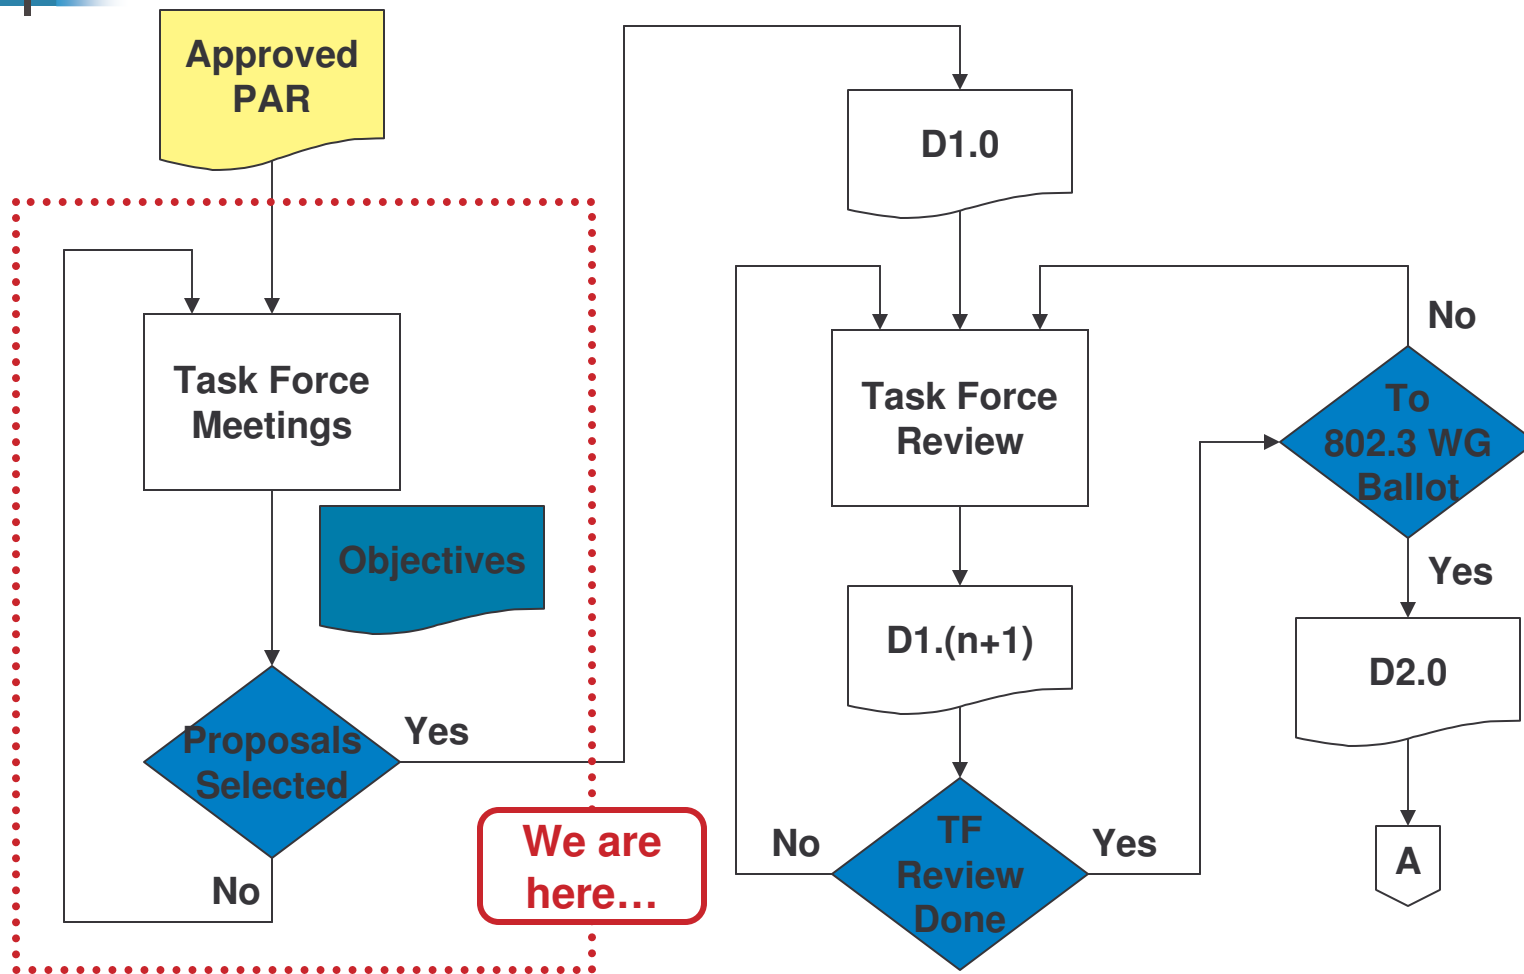 Approved
PAR
Task Force
Meetings
Objectives
Proposals
Selected
Yes
No
We are
here…
D1.0
Task Force
Review
D1.(n+1)
TF
Review
Done
No
Yes
To
802.3 WG
Ballot
No
Yes
D2.0
A